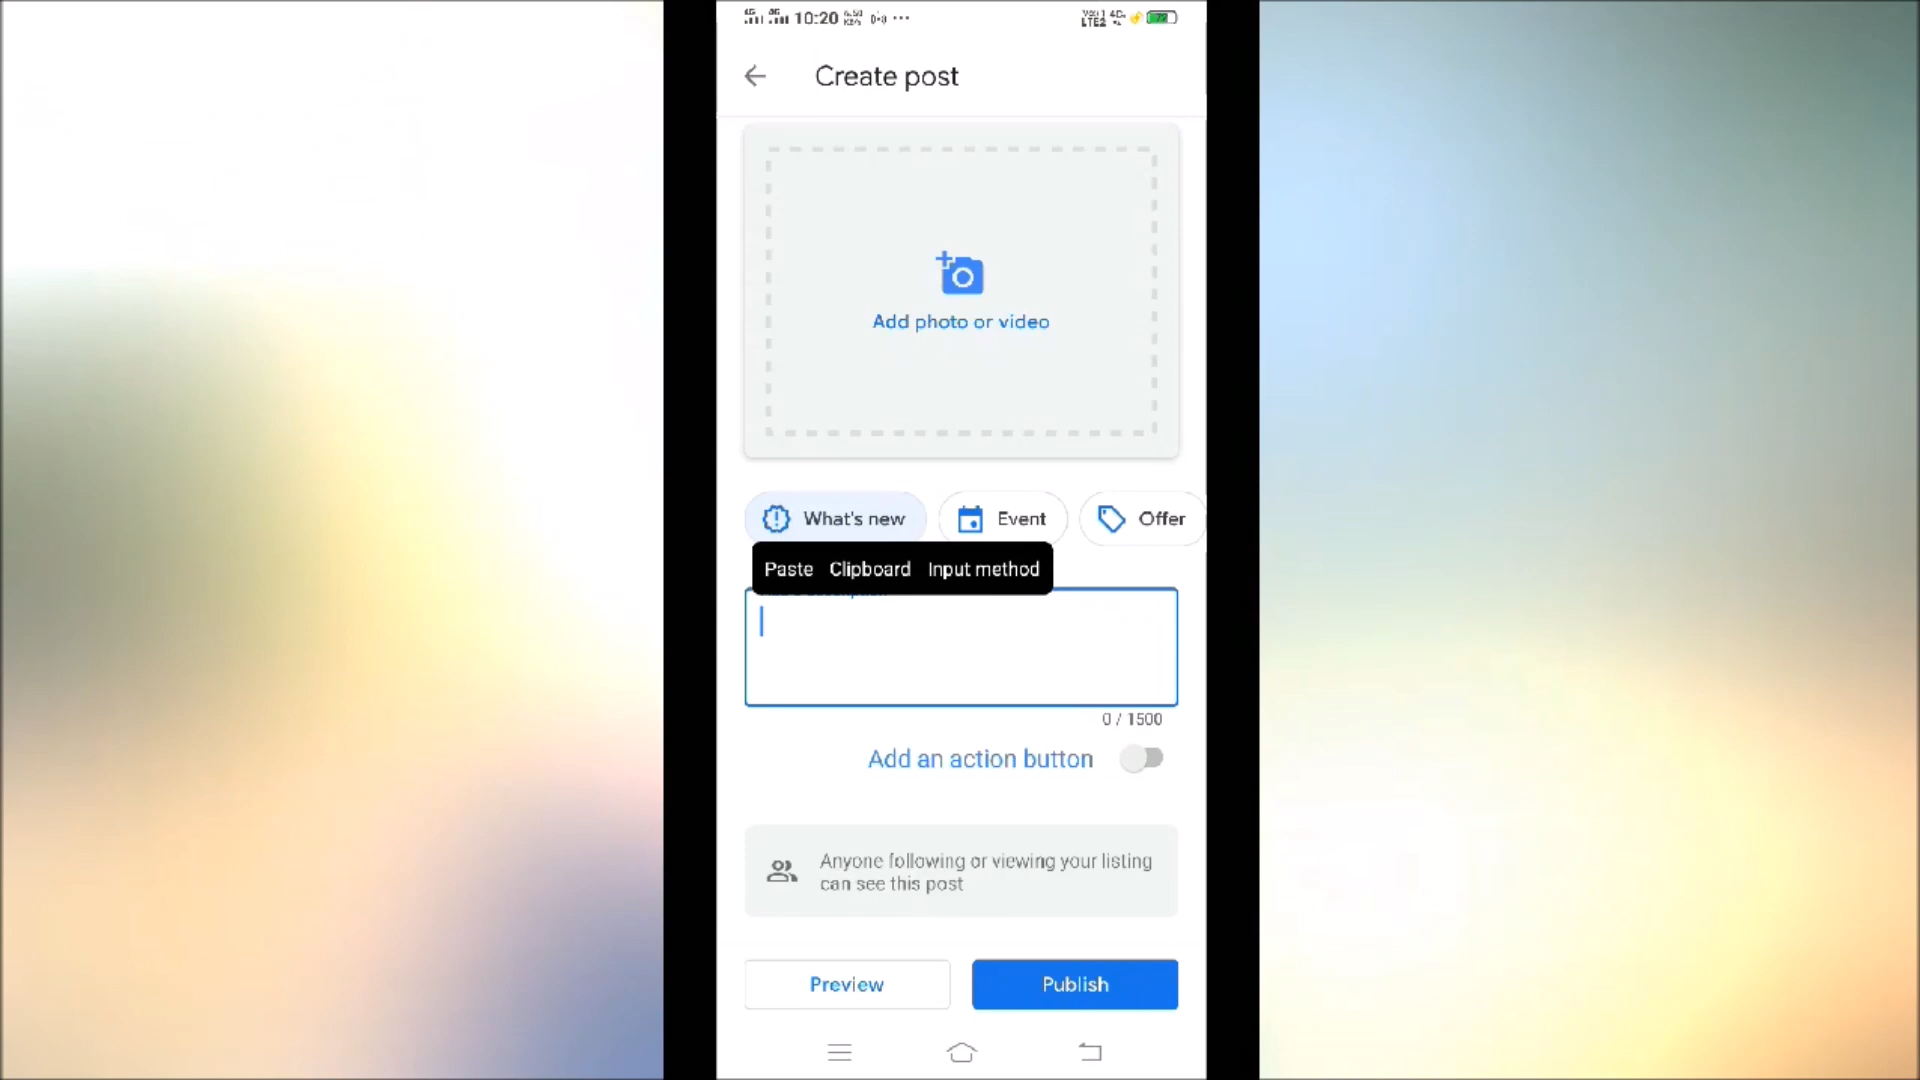 10:20
Create post
Add photo or video
What's new Event Offer
Paste Clipboard Input method
0 / 1500
Add an action button
Anyone following or viewing your listing
can see this post
Preview Publish